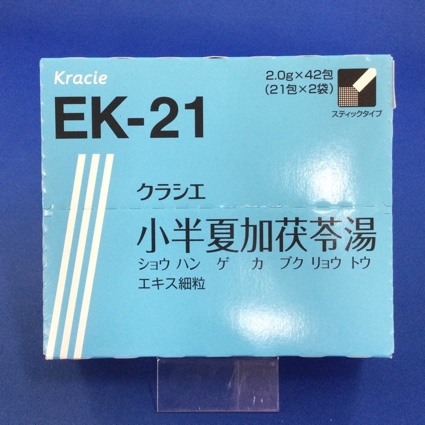 Kracie
2.0g×42包
(21包×2袋)
スティックタイプ
EK-21
クラシエ
小半夏加茯苓湯
ショウ ハン ゲ カ ブク リョウ トウ
エキス細粒